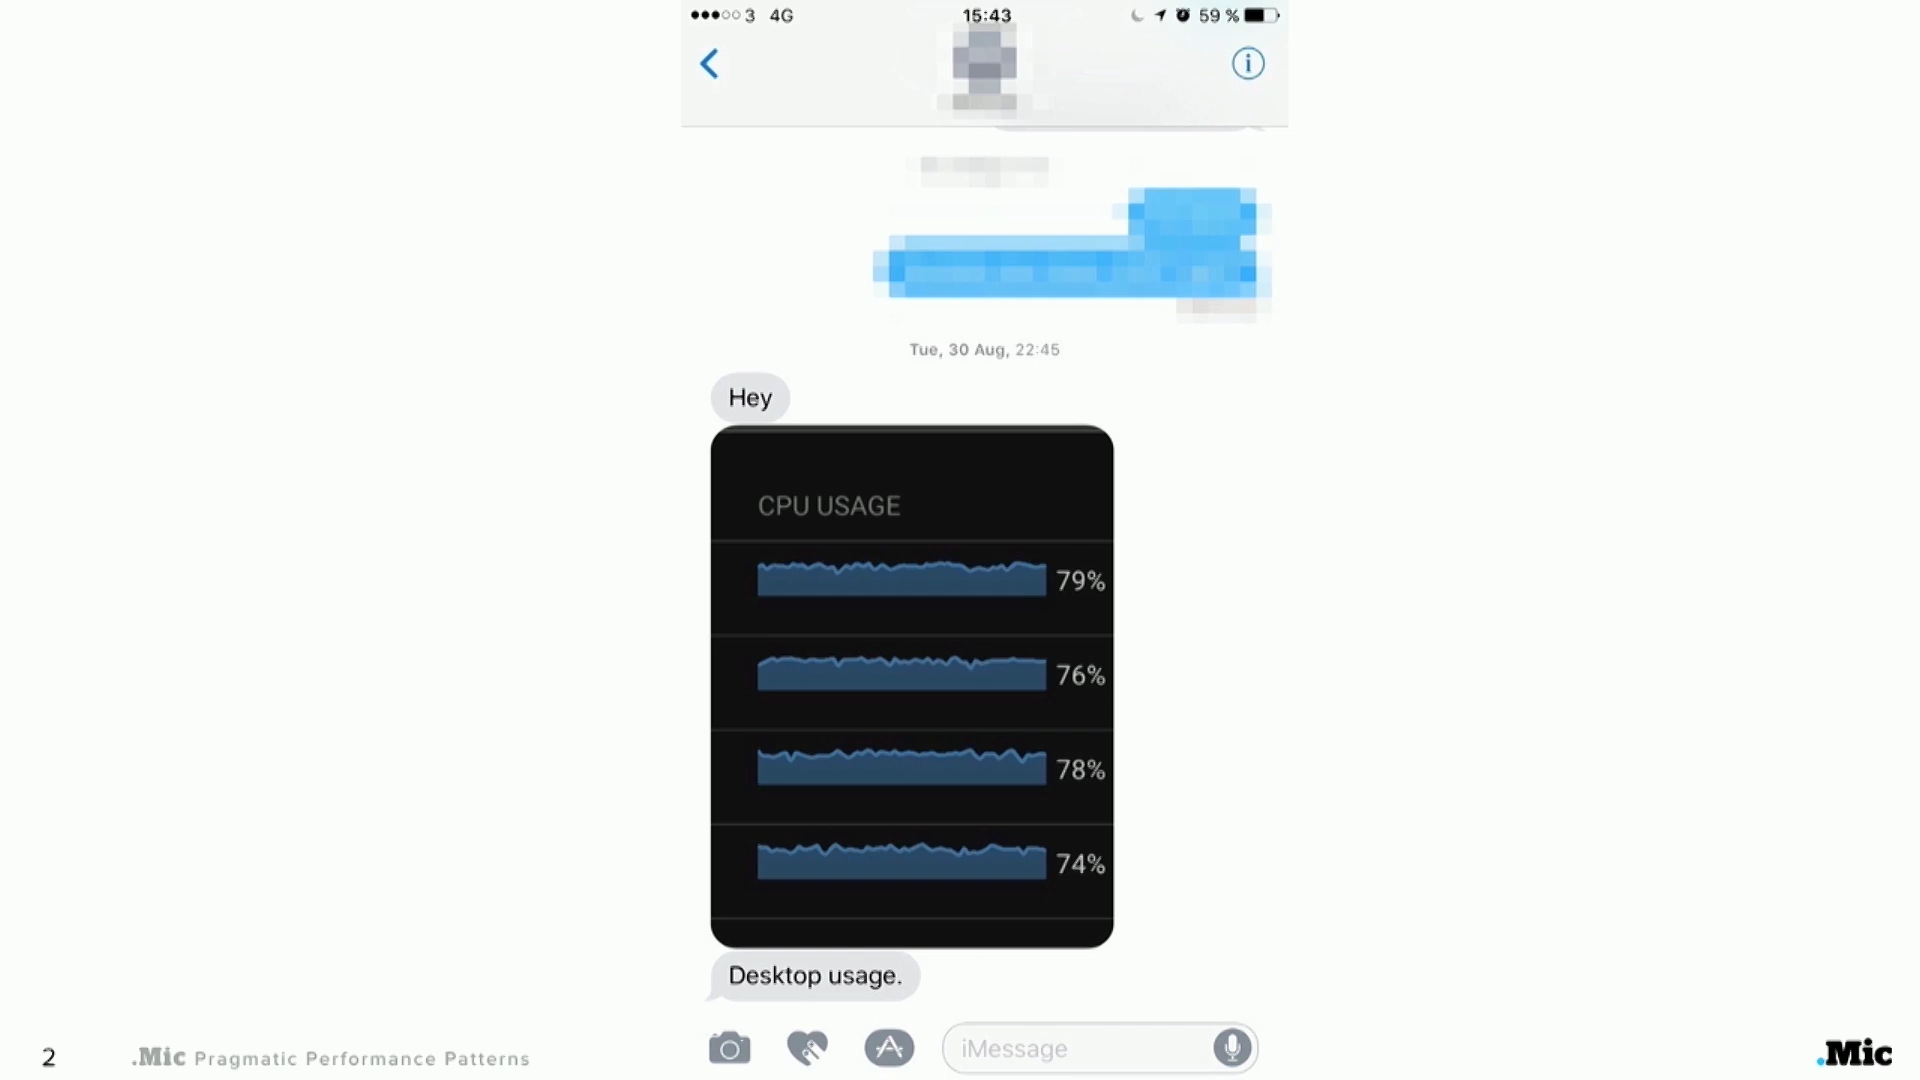 3 4G 15:43 59 %
Tue, 30 Aug, 22:45
Hey
CPU USAGE
79%
76%
78%
74%
Desktop usage.
iMessage
2 .Mic Pragmatic Performance Patterns .Mic